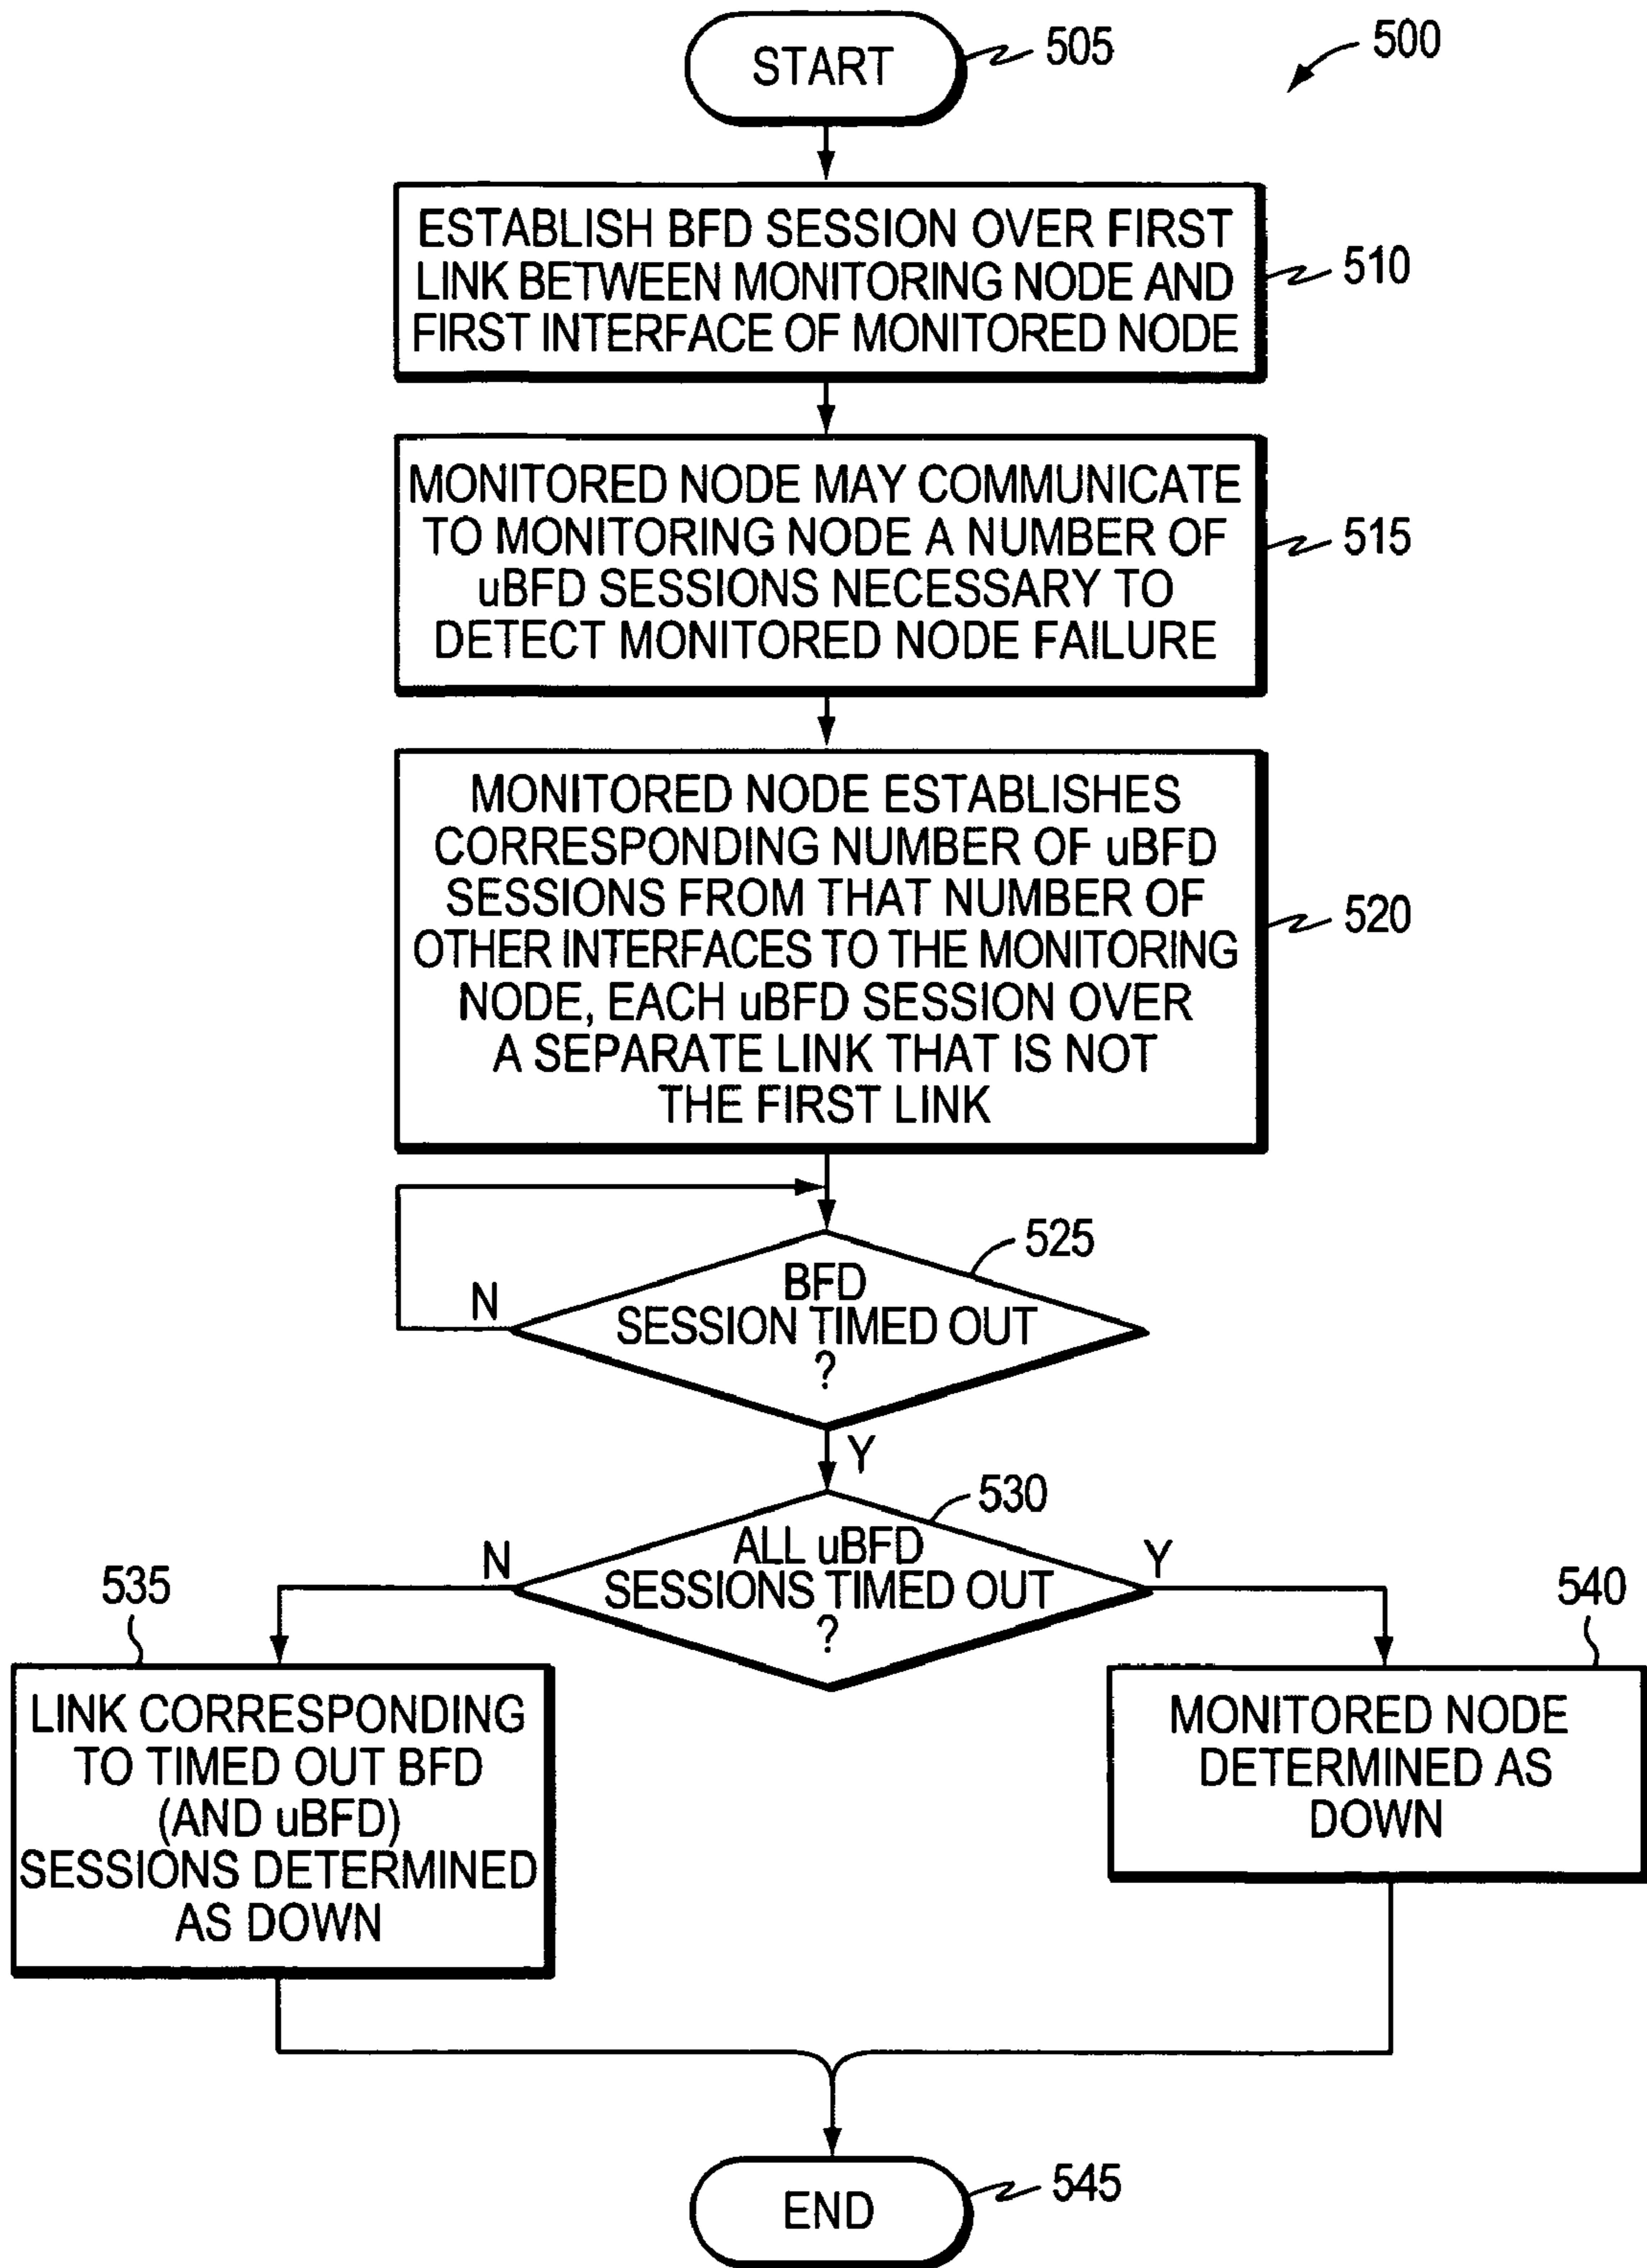 START
505
500
ESTABLISH BFD SESSION OVER FIRST
LINK BETWEEN MONITORING NODE AND
FIRST INTERFACE OF MONITORED NODE
510
MONITORED NODE MAY COMMUNICATE
TO MONITORING NODE A NUMBER OF
uBFD SESSIONS NECESSARY TO
DETECT MONITORED NODE FAILURE
515
MONITORED NODE ESTABLISHES
CORRESPONDING NUMBER OF uBFD
SESSIONS FROM THAT NUMBER OF
OTHER INTERFACES TO THE MONITORING
NODE, EACH uBFD SESSION OVER
A SEPARATE LINK THAT IS NOT
THE FIRST LINK
520
525
BFD
SESSION TIMED OUT
?
N
Y
530
ALL uBFD
SESSIONS TIMED OUT
?
N
Y
535
LINK CORRESPONDING
TO TIMED OUT BFD
(AND uBFD)
SESSIONS DETERMINED
AS DOWN
540
MONITORED NODE
DETERMINED AS
DOWN
END
545